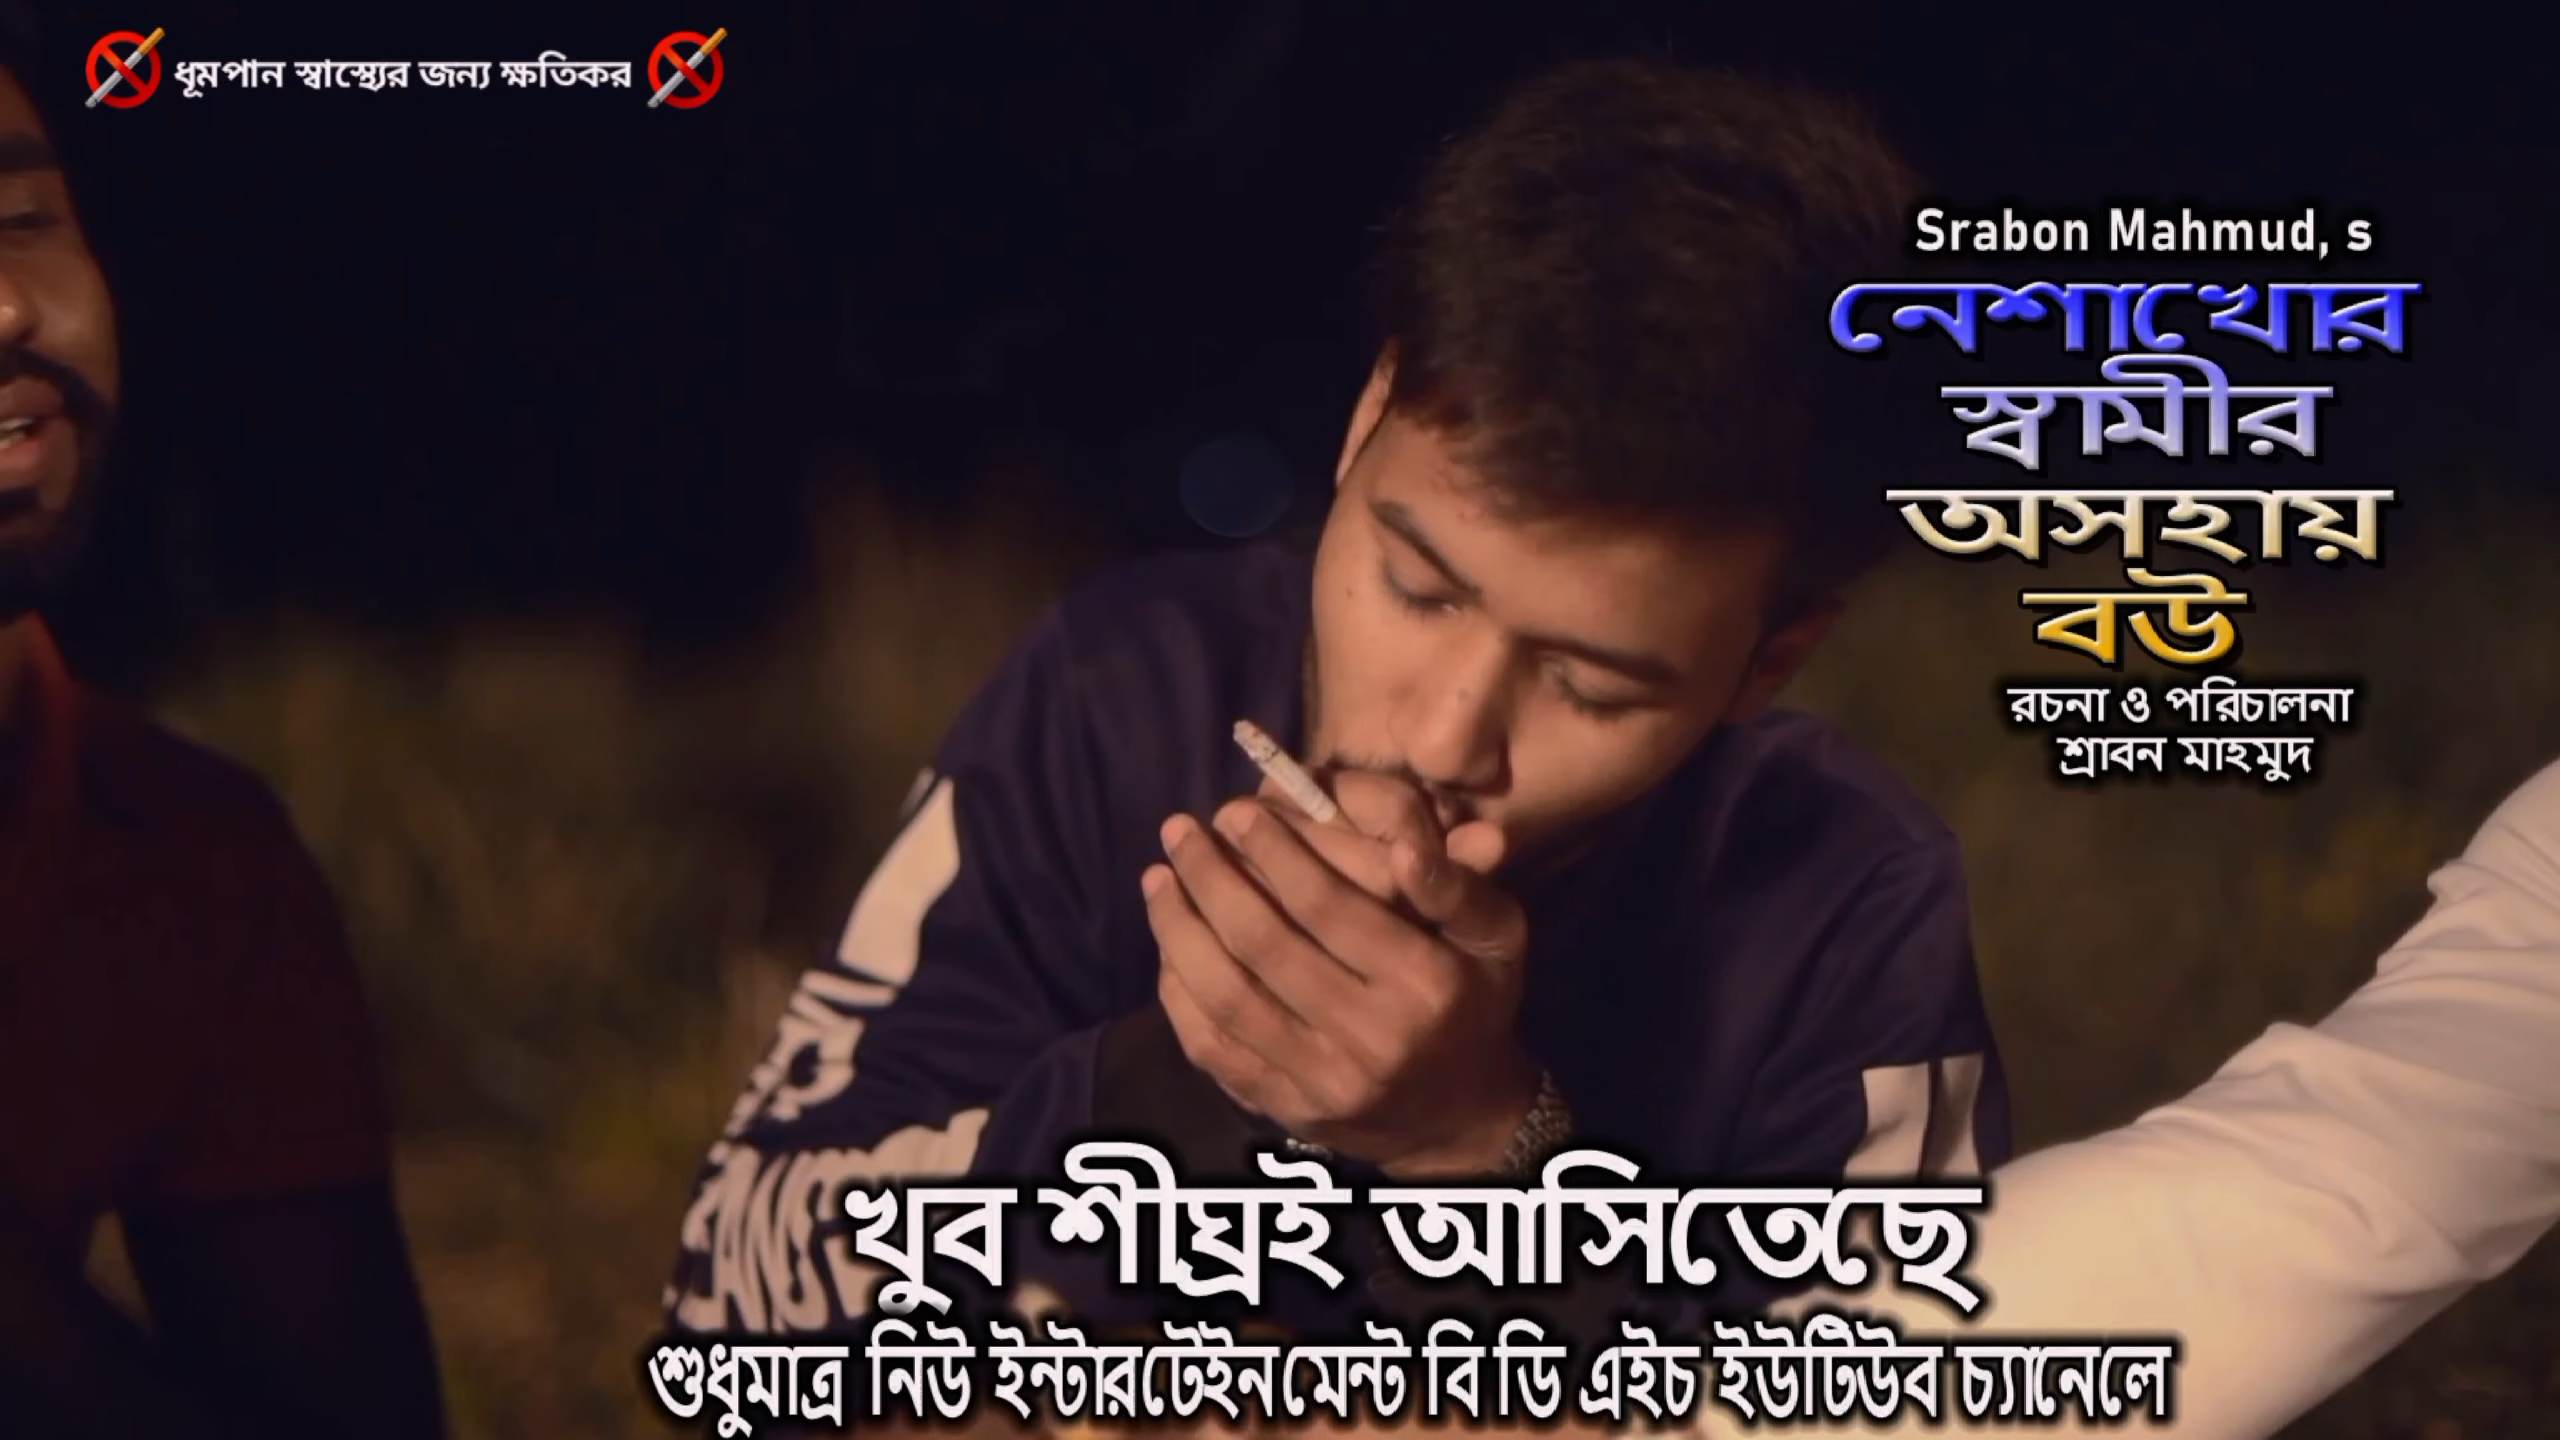 ধূমপান স্বাস্থ্যের জন্য ক্ষতিকর
Srabon Mahmud, s
নেশাখোর
স্বামীর
অসহায়
বউ
রচনা ও পরিচালনা
শ্রাবন মাহমুদ
খুব শীঘ্রই আসিতেছে
শুধুমাত্র নিউ ইন্টারটেইনমেন্ট বি ডি এইচ ইউটিউব চ্যানেলে